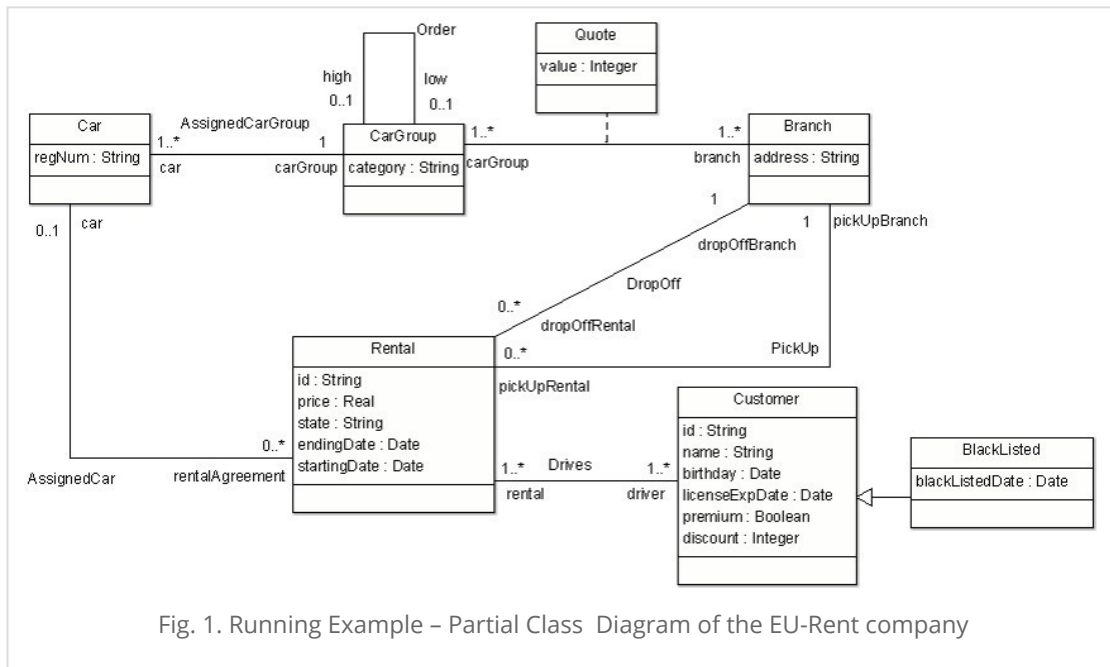 Order
Quote
value : Integer
high
low
0..1
0..1
Car
regNum : String
AssignedCarGroup
1..*
1
car
carGroup
CarGroup
category : String
1..*
carGroup
1..*
branch
Branch
address : String
0..1
car
1
dropOffBranch
1
pickUpBranch
DropOff
0..*
dropOffRental
0..*
pickUpRental
PickUp
Rental
id : String
price : Real
state : String
endingDate : Date
startingDate : Date
0..*
AssignedCar
rentalAgreement
1..*
Drives
1..*
rental
driver
Customer
id : String
name : String
birthday : Date
licenseExpDate : Date
premium : Boolean
discount : Integer
BlackListed
blackListedDate : Date
Fig. 1. Running Example – Partial Class Diagram of the EU-Rent company